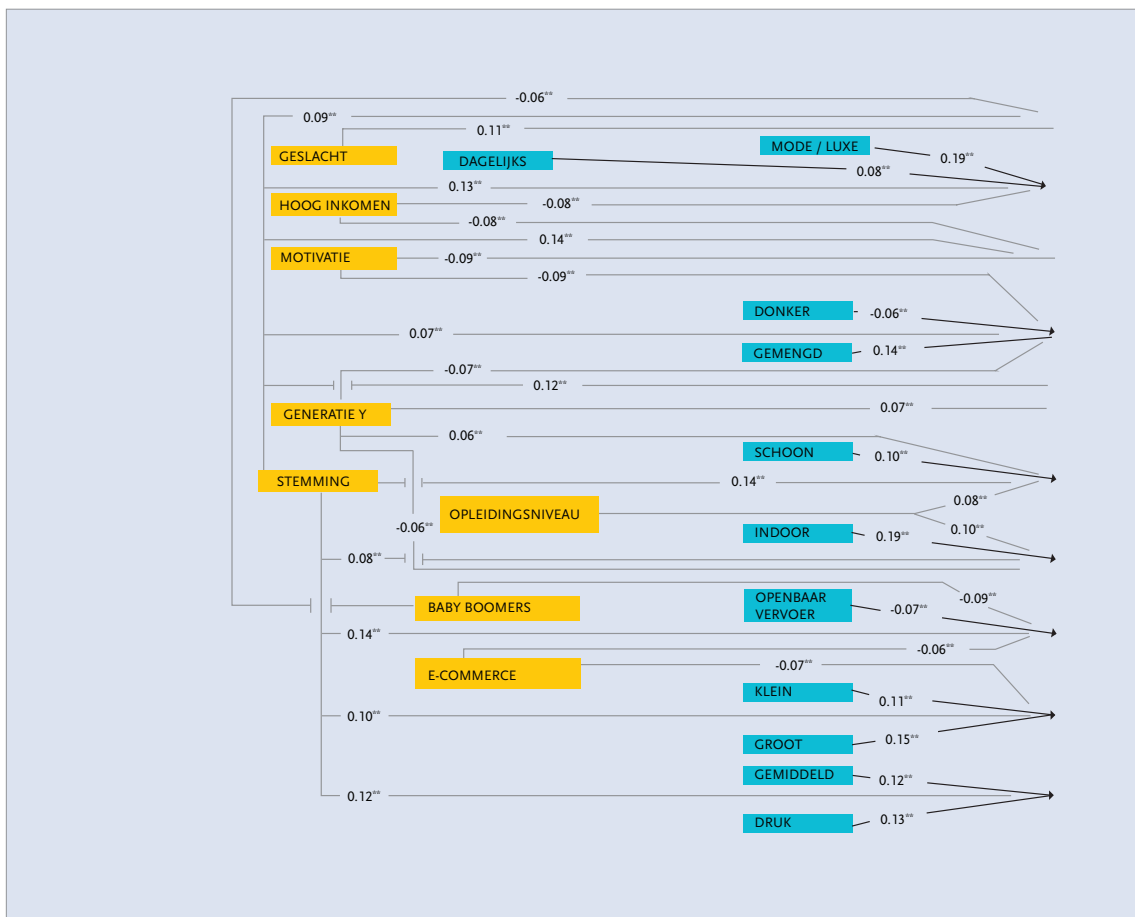 -0.06**
0.09**
0.11**
GESLACHT
DAGELIJKS
MODE / LUXE
0.19**
0.08**
0.13**
HOOG INKOMEN
-0.08**
-0.08**
0.14**
MOTIVATIE
-0.09**
-0.09**
DONKER
-0.06**
0.07**
GEMENGD
0.14**
-0.07**
0.12**
GENERATIE Y
0.07**
0.06**
SCHOON
0.10**
STEMMING
0.14**
0.08**
OPLEIDINGSNIVEAU
-0.06**
INDOOR
0.19**
0.10**
0.08**
BABY BOOMERS
OPENBAAR
VERVOER
-0.07**
-0.09**
0.14**
-0.06**
E-COMMERCE
-0.07**
KLEIN
0.11**
0.10**
GROOT
0.15**
GEMIDDELD
0.12**
0.12**
DRUK
0.13**